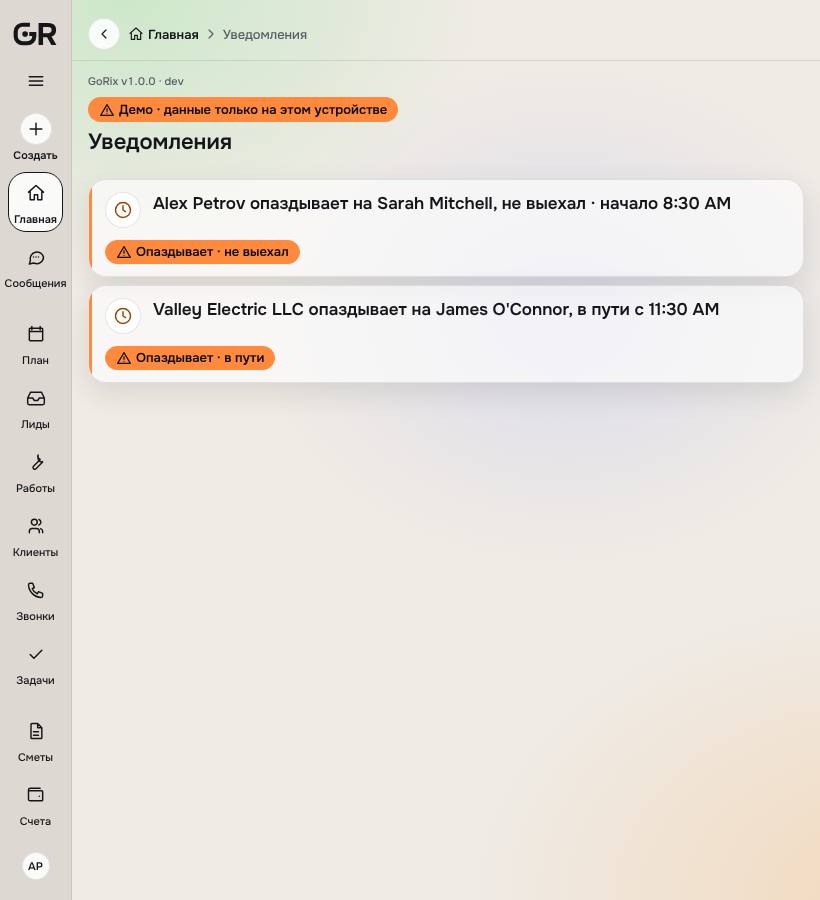 GR
Главная
Уведомления
GoRix v1.0.0 · dev
Демо · данные только на этом устройстве
Уведомления
Создать
Главная
Сообщения
План
Лиды
Работы
Клиенты
Звонки
Задачи
Сметы
Счета
AP
Alex Petrov опаздывает на Sarah Mitchell, не выехал · начало 8:30 AM
Опаздывает · не выехал
Valley Electric LLC опаздывает на James O'Connor, в пути с 11:30 AM
Опаздывает · в пути